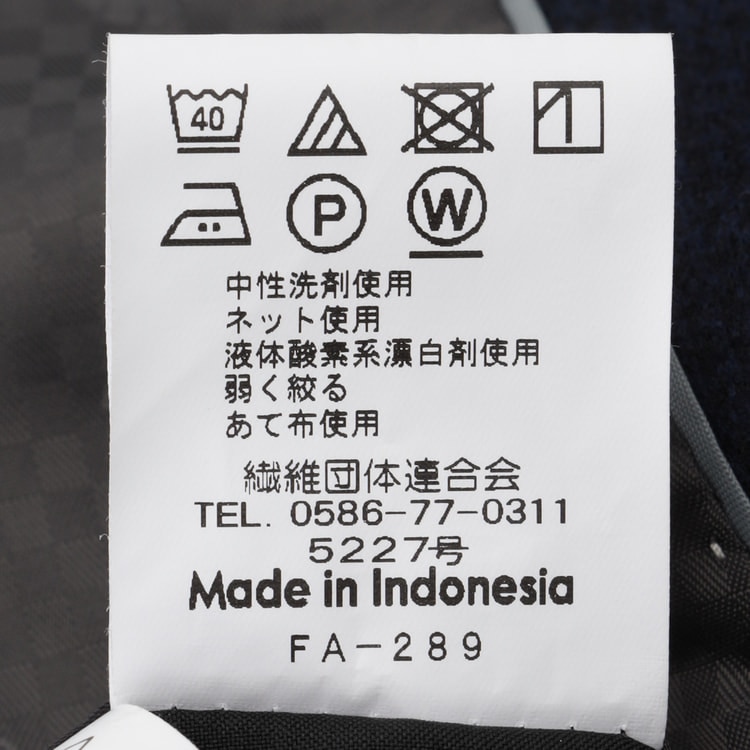 40
P W
中性洗剤使用
ネット使用
液体酸素系漂白剤使用
弱く絞る
あて布使用
繊維団体連合会
TEL. 0586-77-0311
5227号
Made in Indonesia
FA-289